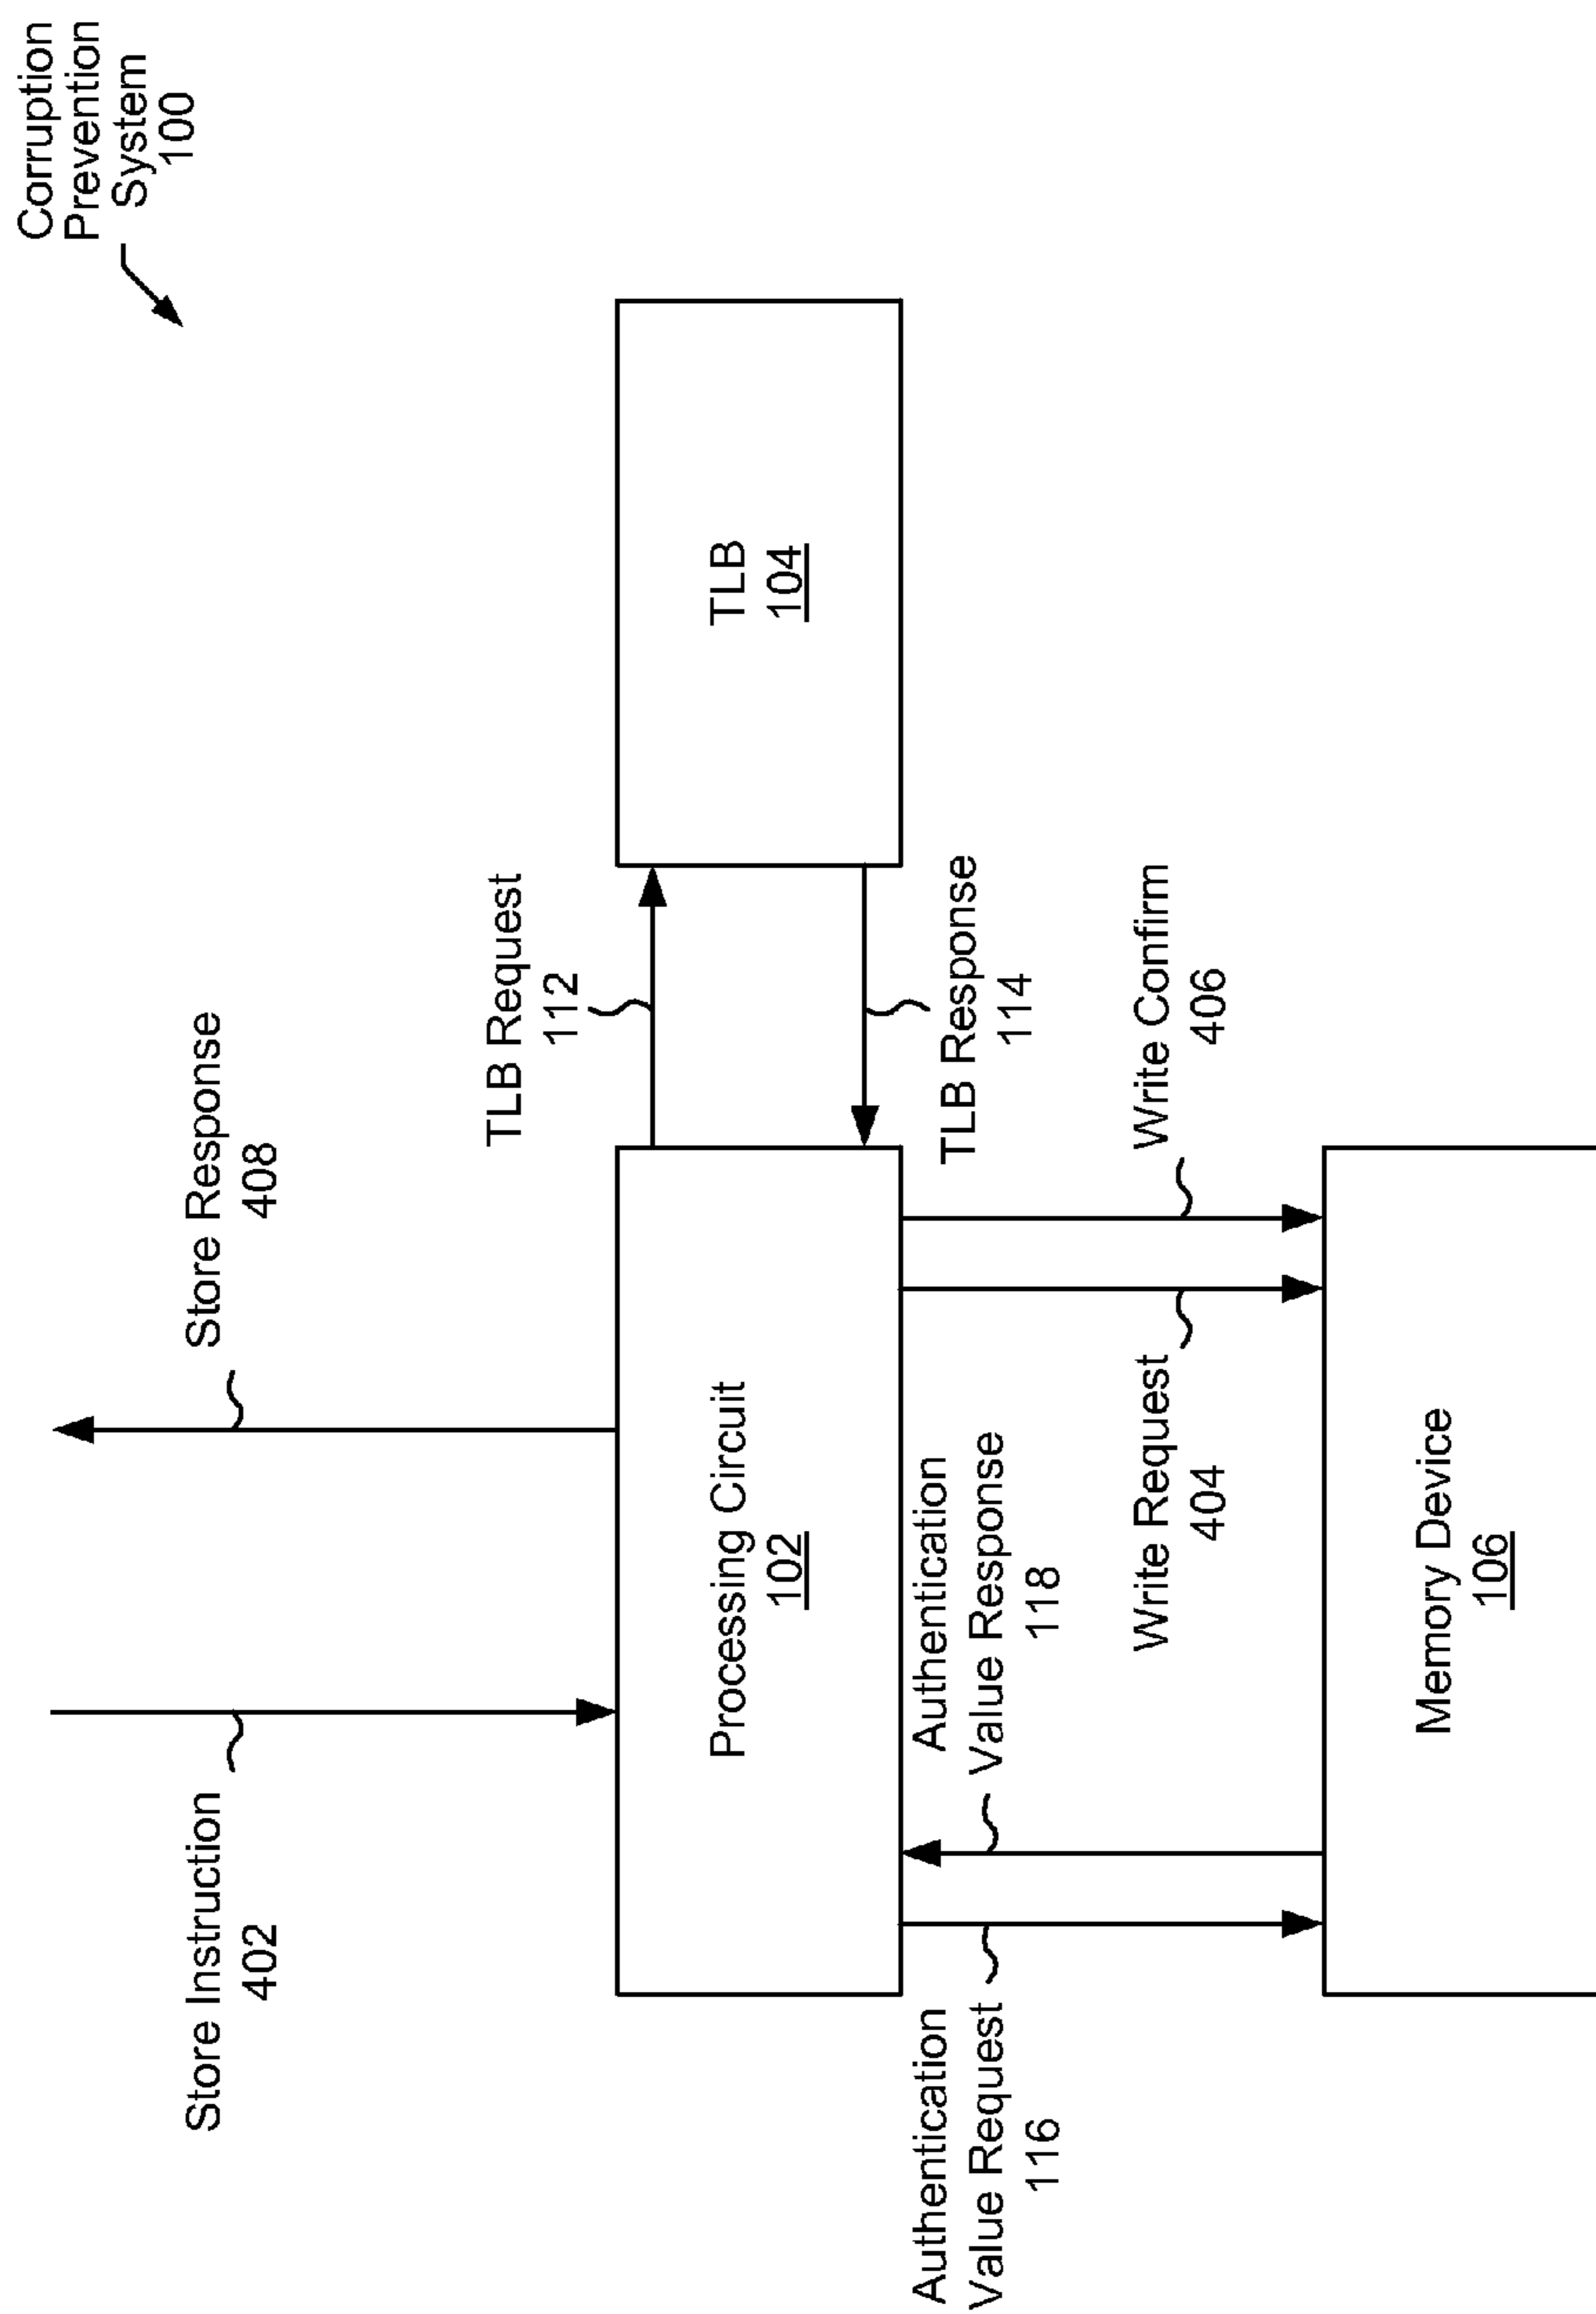 Corruption
Prevention
System
100
Store Instruction
402
Store Response
408
TLB Request
112
Processing Circuit
102
TLB
104
TLB Response
114
Authentication
Value Request
116
Authentication
Value Response
118
Write Request
404
Write Confirm
406
Memory Device
106